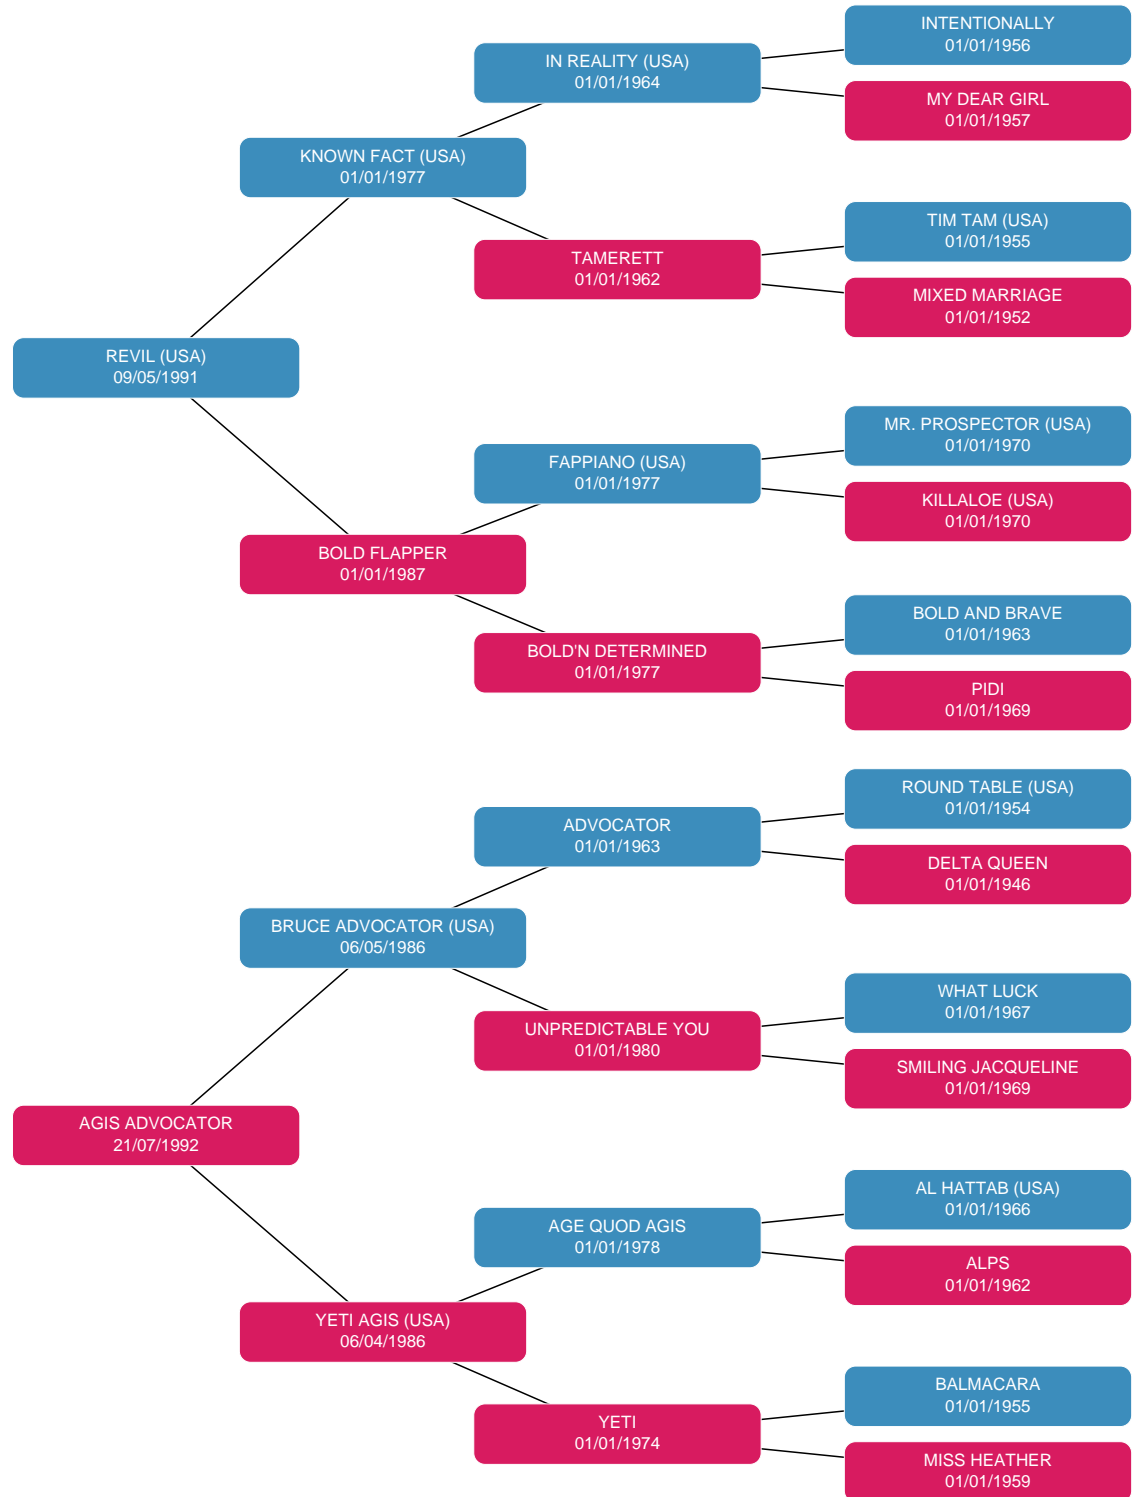 INTENTIONALLY
01/01/1956
IN REALITY (USA)
01/01/1964
MY DEAR GIRL
01/01/1957
KNOWN FACT (USA)
01/01/1977
TIM TAM (USA)
01/01/1955
TAMERETT
01/01/1962
MIXED MARRIAGE
01/01/1952
REVIL (USA)
09/05/1991
MR. PROSPECTOR (USA)
01/01/1970
FAPPIANO (USA)
01/01/1977
KILLALOE (USA)
01/01/1970
BOLD FLAPPER
01/01/1987
BOLD AND BRAVE
01/01/1963
BOLD'N DETERMINED
01/01/1977
PIDI
01/01/1969
ROUND TABLE (USA)
01/01/1954
ADVOCATOR
01/01/1963
DELTA QUEEN
01/01/1946
BRUCE ADVOCATOR (USA)
06/05/1986
WHAT LUCK
01/01/1967
UNPREDICTABLE YOU
01/01/1980
SMILING JACQUELINE
01/01/1969
AGIS ADVOCATOR
21/07/1992
AL HATTAB (USA)
01/01/1966
AGE QUOD AGIS
01/01/1978
ALPS
01/01/1962
YETI AGIS (USA)
06/04/1986
BALMACARA
01/01/1955
YETI
01/01/1974
MISS HEATHER
01/01/1959